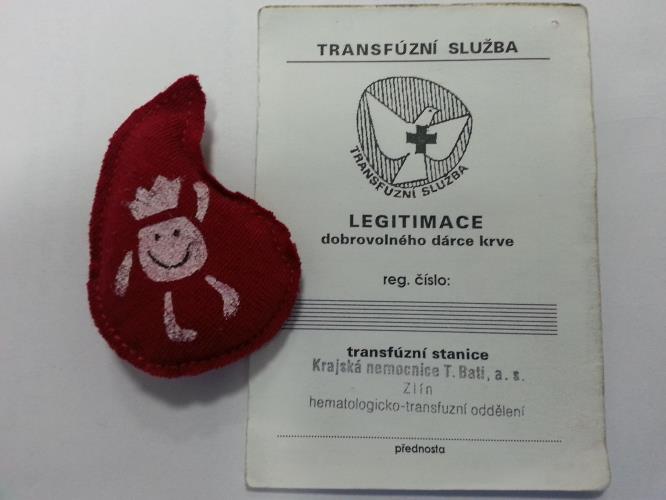 TRANSFÚZNÍ SLUŽBA
TRANSFÚZNÍ SLUŽBA
LEGITIMACE
dobrovolného dárce krve
reg. číslo:
transfúzní stanice
Krajská nemocnice T. Bati, a. s.
Zlín
hematologicko-transfuzní oddělení
přednosta